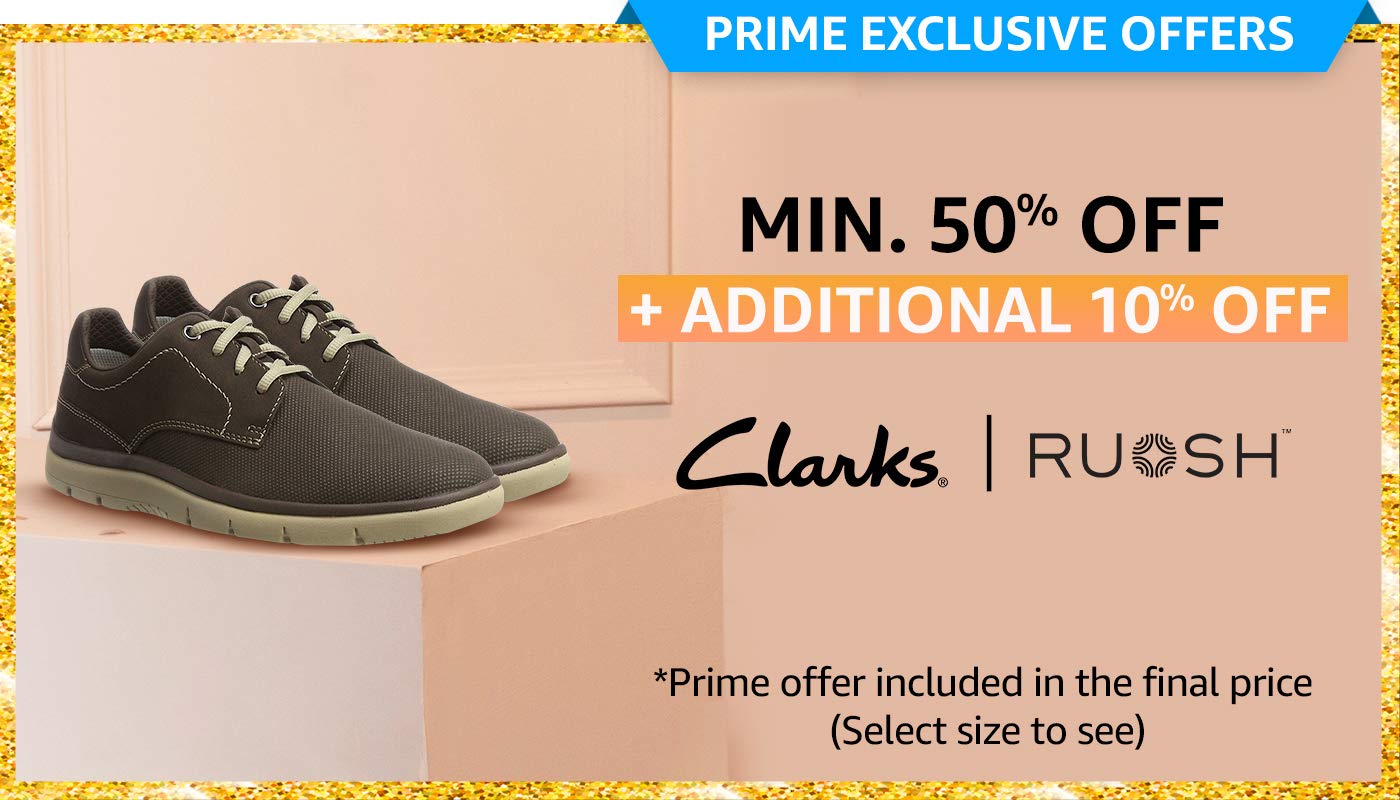 PRIME EXCLUSIVE OFFERS
MIN. 50% OFF
+ ADDITIONAL 10% OFF
Clarks® | RUOSH™
*Prime offer included in the final price
(Select size to see)